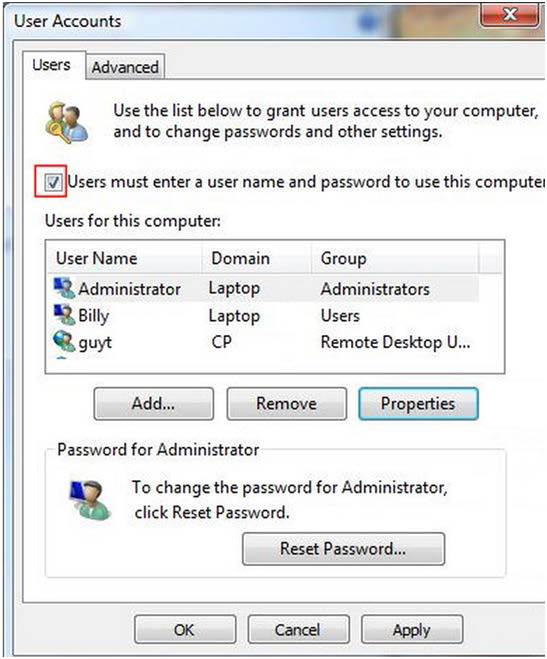 User Accounts
Users
Advanced
Use the list below to grant users access to your computer,
and to change passwords and other settings.
Users must enter a user name and password to use this computer
Users for this computer:
User Name Domain Group
Administrator Laptop Administrators
Billy Laptop Users
guyt CP Remote Desktop U...
Add... Remove Properties
Password for Administrator
To change the password for Administrator,
click Reset Password.
Reset Password...
OK Cancel Apply